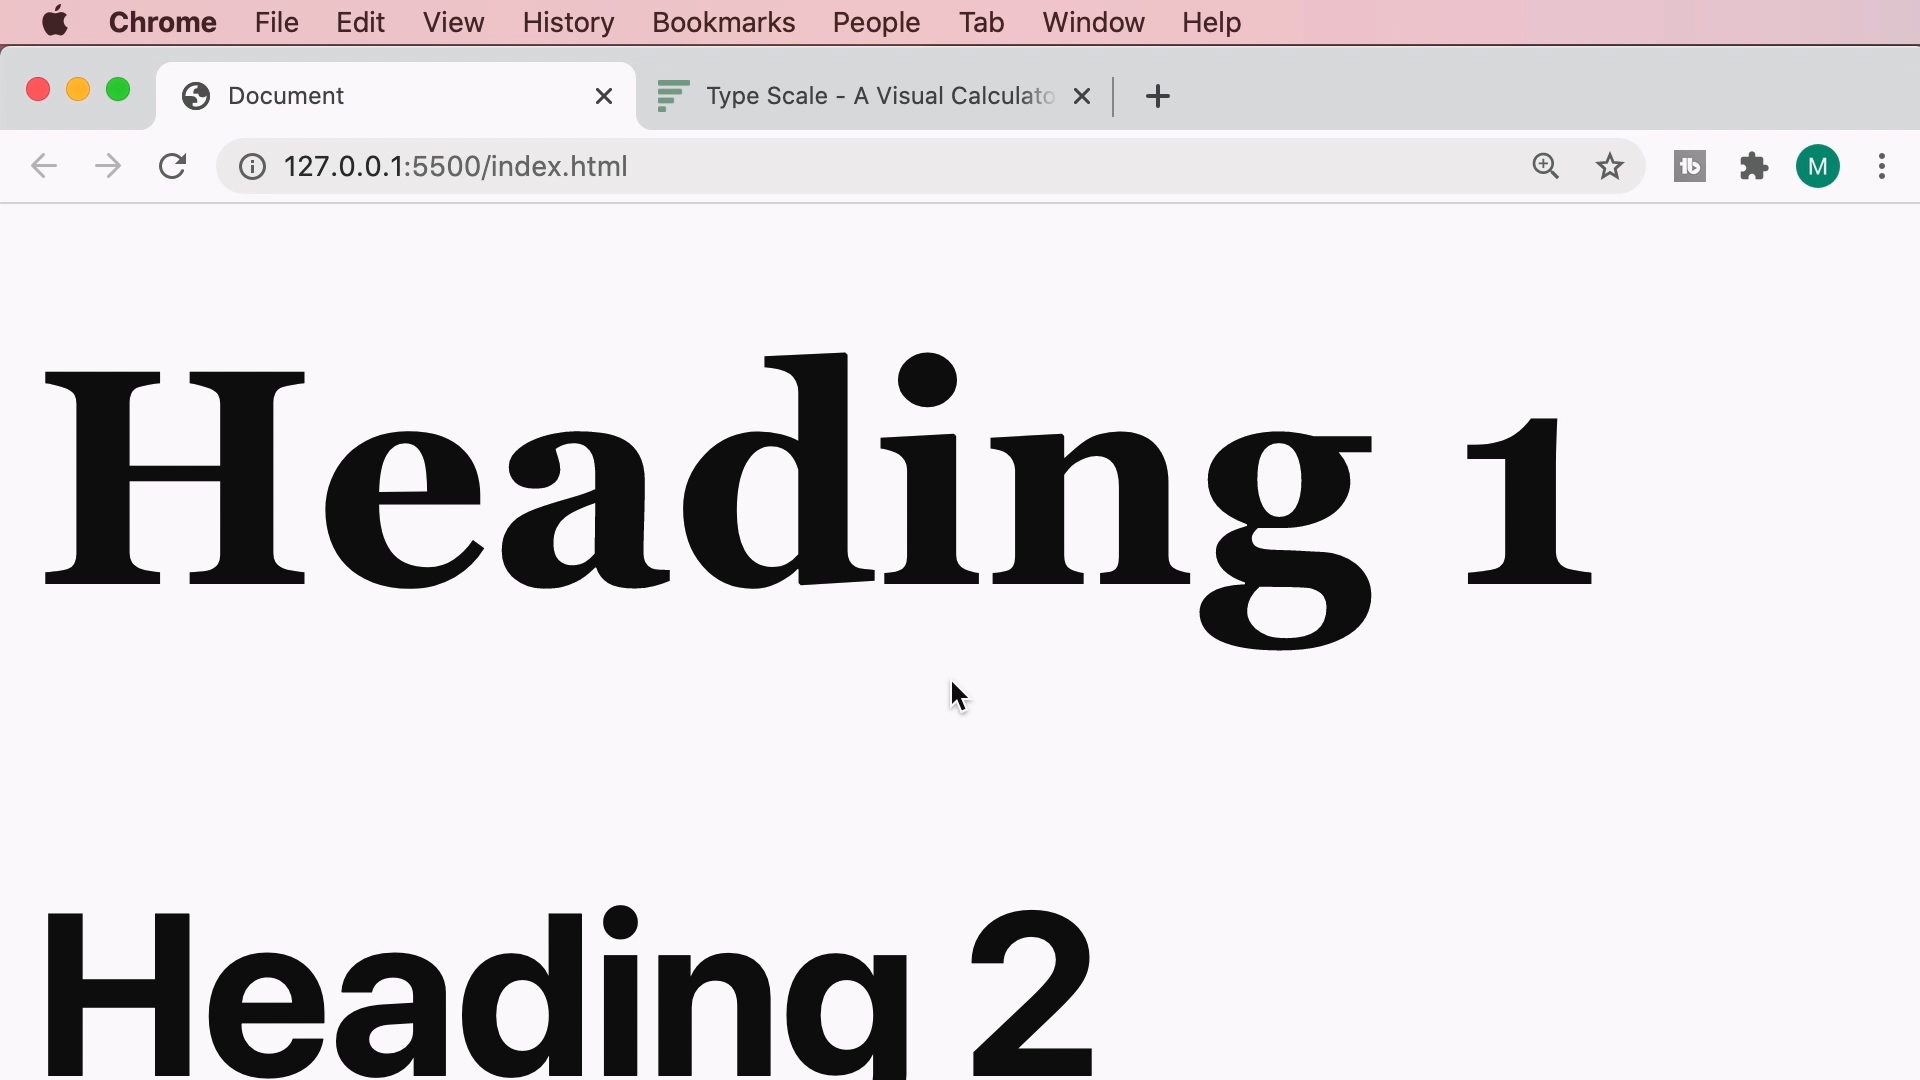 Chrome File Edit View History Bookmarks People Tab Window Help
Document Type Scale - A Visual Calculato
127.0.0.1:5500/index.html tb M
Heading 1
Heading 2